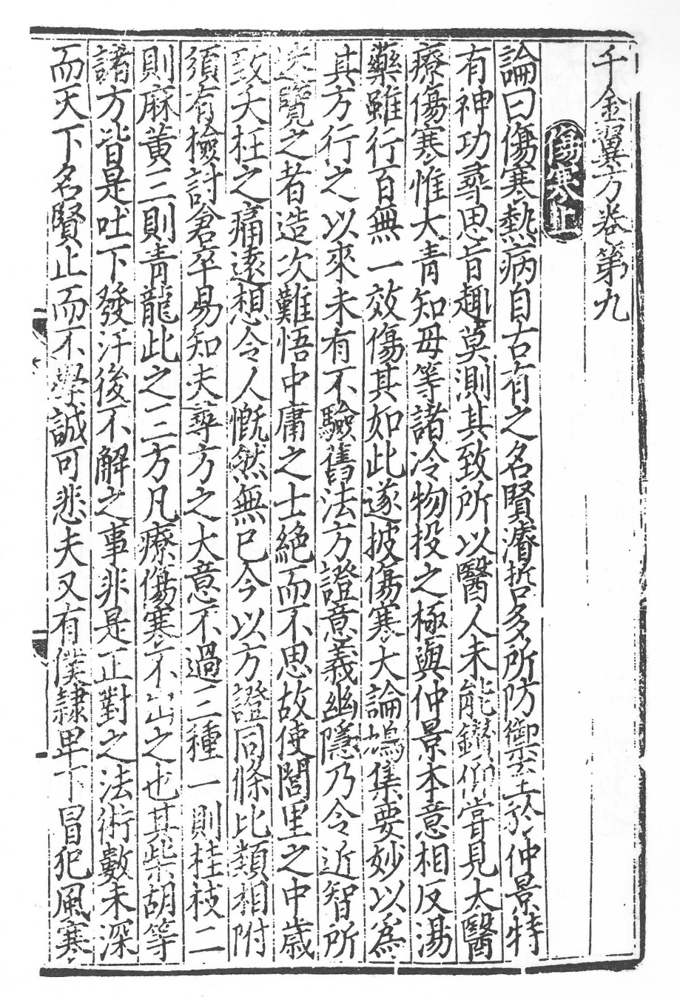 千金翼方卷第九
傷寒上
論曰傷寒熱病自古有之名賢濬哲多所防禦至於仲景特
有神功尋思旨趣莫測其致所以醫人未能鑽仰嘗見太醫
療傷寒惟大青知母等諸冷物投之極與仲景本意相反湯
藥雖行百無一效傷其如此遂披傷寒大論鳩集要妙以爲
其方行之以來未有不驗舊法方證意義幽隱乃令近智所
迷覽之者造次難悟中庸之士絕而不思故使閭里之中歲
致夭枉之痛遠想令人慨然無已今以方證同條比類相附
須有檢討倉卒易知夫尋方之大意不過三種一則桂枝二
則麻黃三則青龍此之三方凡療傷寒不出之也其柴胡等
諸方皆是吐下發汗後不解之事非是正對之法術數未深
而天下名賢止而不學誠可悲夫又有僕隸卑下冒犯風寒